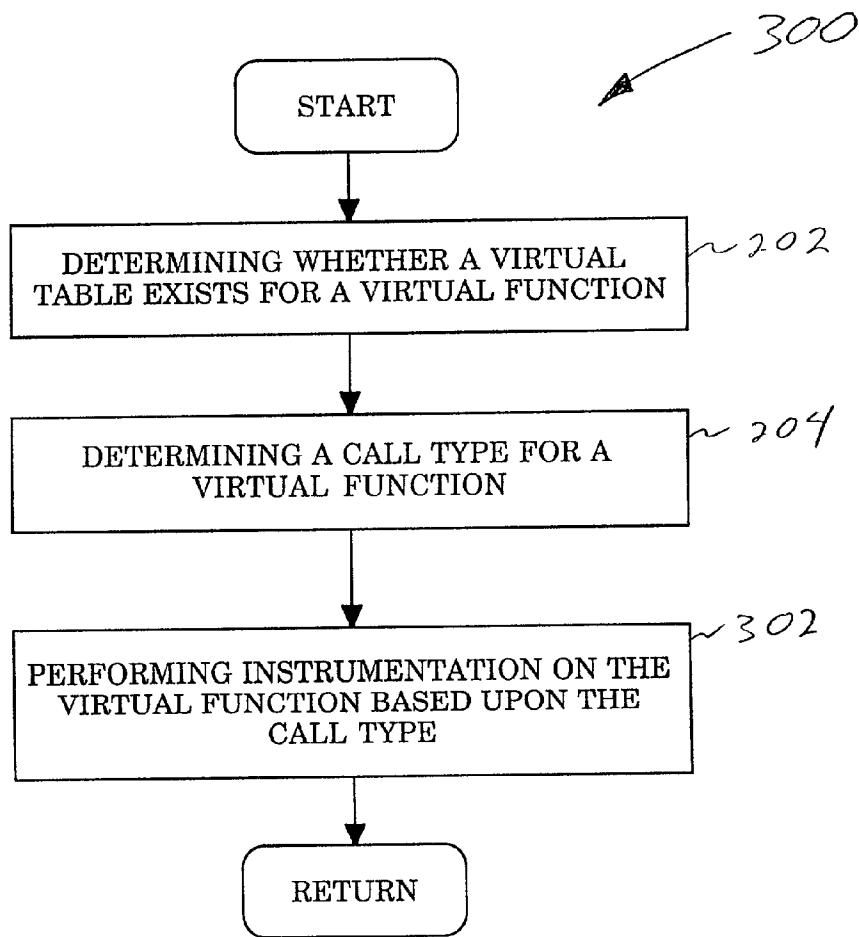 300
START
202
DETERMINING WHETHER A VIRTUAL
TABLE EXISTS FOR A VIRTUAL FUNCTION
204
DETERMINING A CALL TYPE FOR A
VIRTUAL FUNCTION
302
PERFORMING INSTRUMENTATION ON THE
VIRTUAL FUNCTION BASED UPON THE
CALL TYPE
RETURN